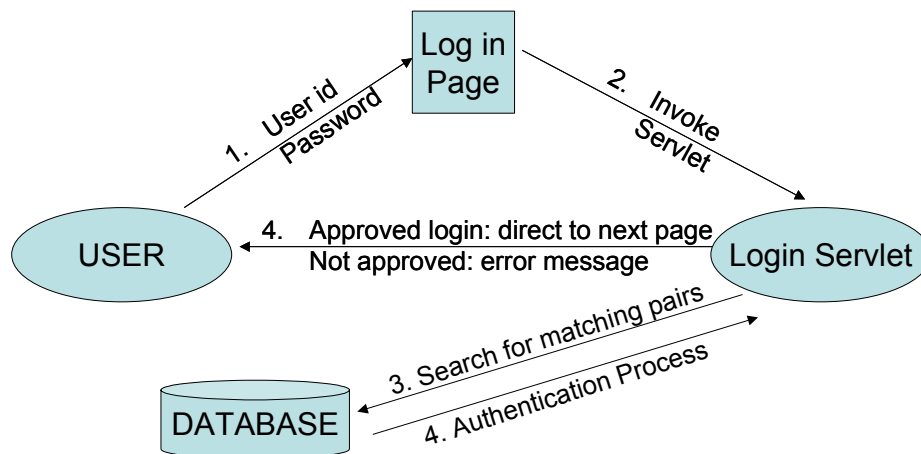 Log in
Page
1. User id
Password
2. Invoke
Servlet
USER
4. Approved login: direct to next page
Not approved: error message
Login Servlet
3. Search for matching pairs
4. Authentication Process
DATABASE